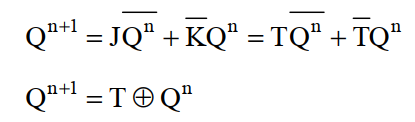 Qⁿ⁺¹ = JQ̅ⁿ̅ + K̅Qⁿ = TQ̅ⁿ̅ + T̅Qⁿ
Qⁿ⁺¹ = T ⊕ Qⁿ